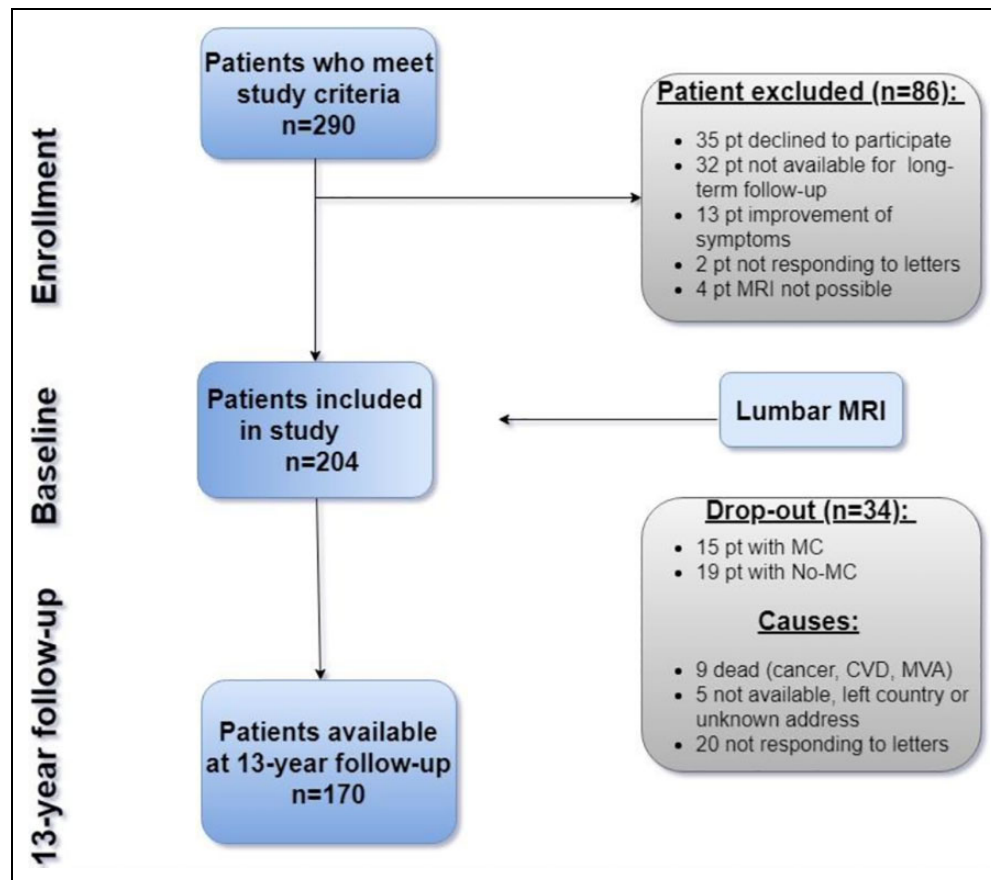 Enrollment
Patients who meet
study criteria
n=290
Patient excluded (n=86):
• 35 pt declined to participate
• 32 pt not available for long-
term follow-up
• 13 pt improvement of
symptoms
• 2 pt not responding to letters
• 4 pt MRI not possible
Baseline
Patients included
in study
n=204
Lumbar MRI
Drop-out (n=34):
• 15 pt with MC
• 19 pt with No-MC
Causes:
• 9 dead (cancer, CVD, MVA)
• 5 not available, left country or
unknown address
• 20 not responding to letters
13-year follow-up
Patients available
at 13-year follow-up
n=170